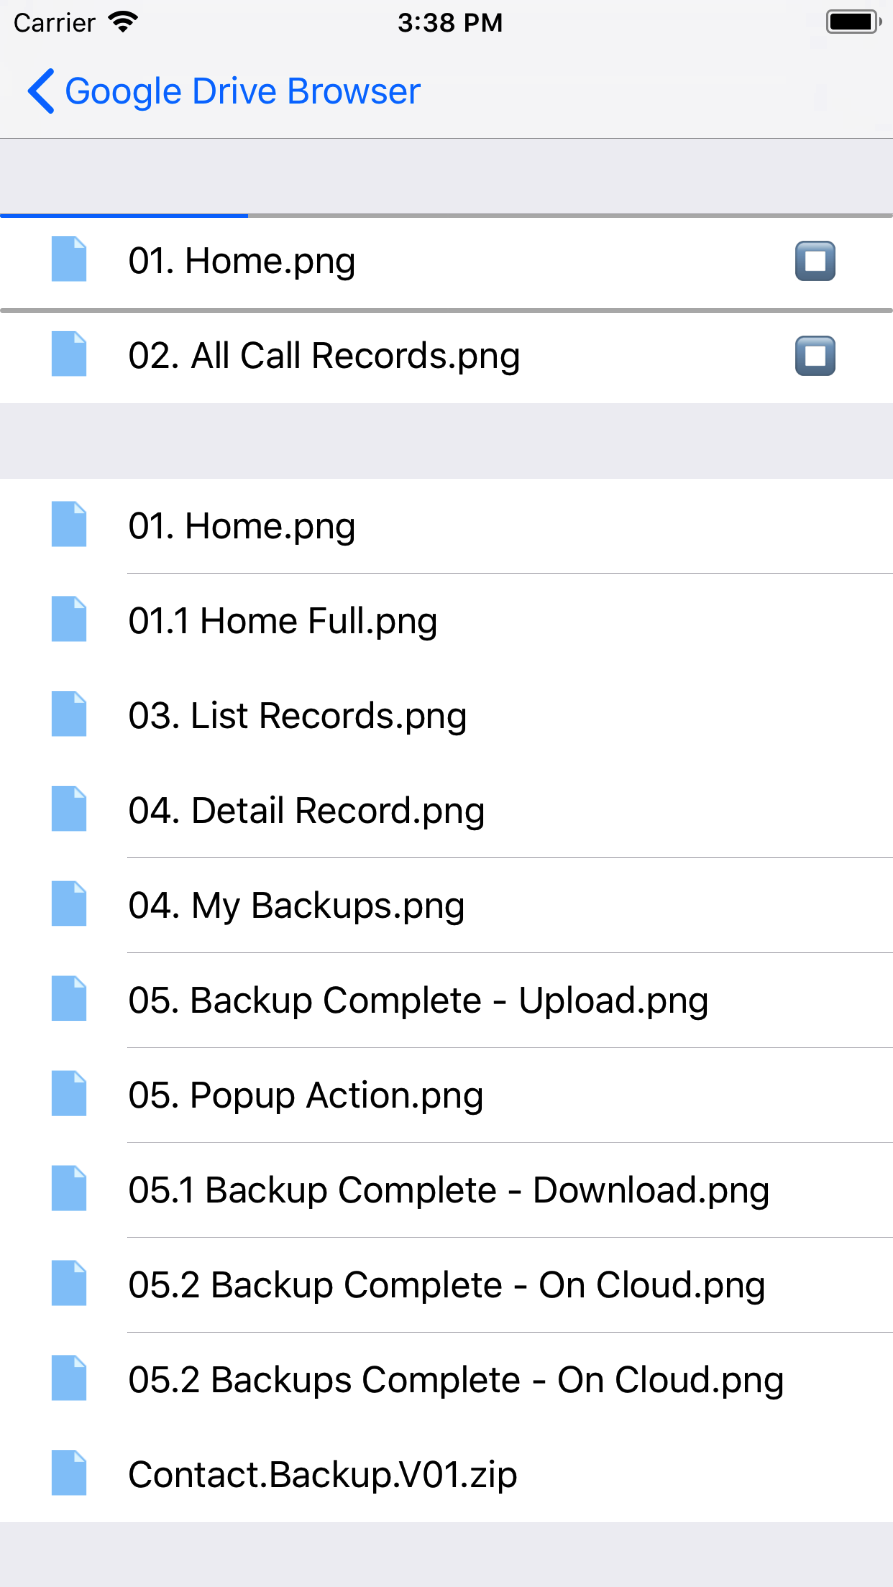 Carrier 3:38 PM
Google Drive Browser
01. Home.png
02. All Call Records.png
01. Home.png
01.1 Home Full.png
03. List Records.png
04. Detail Record.png
04. My Backups.png
05. Backup Complete - Upload.png
05. Popup Action.png
05.1 Backup Complete - Download.png
05.2 Backup Complete - On Cloud.png
05.2 Backups Complete - On Cloud.png
Contact.Backup.V01.zip